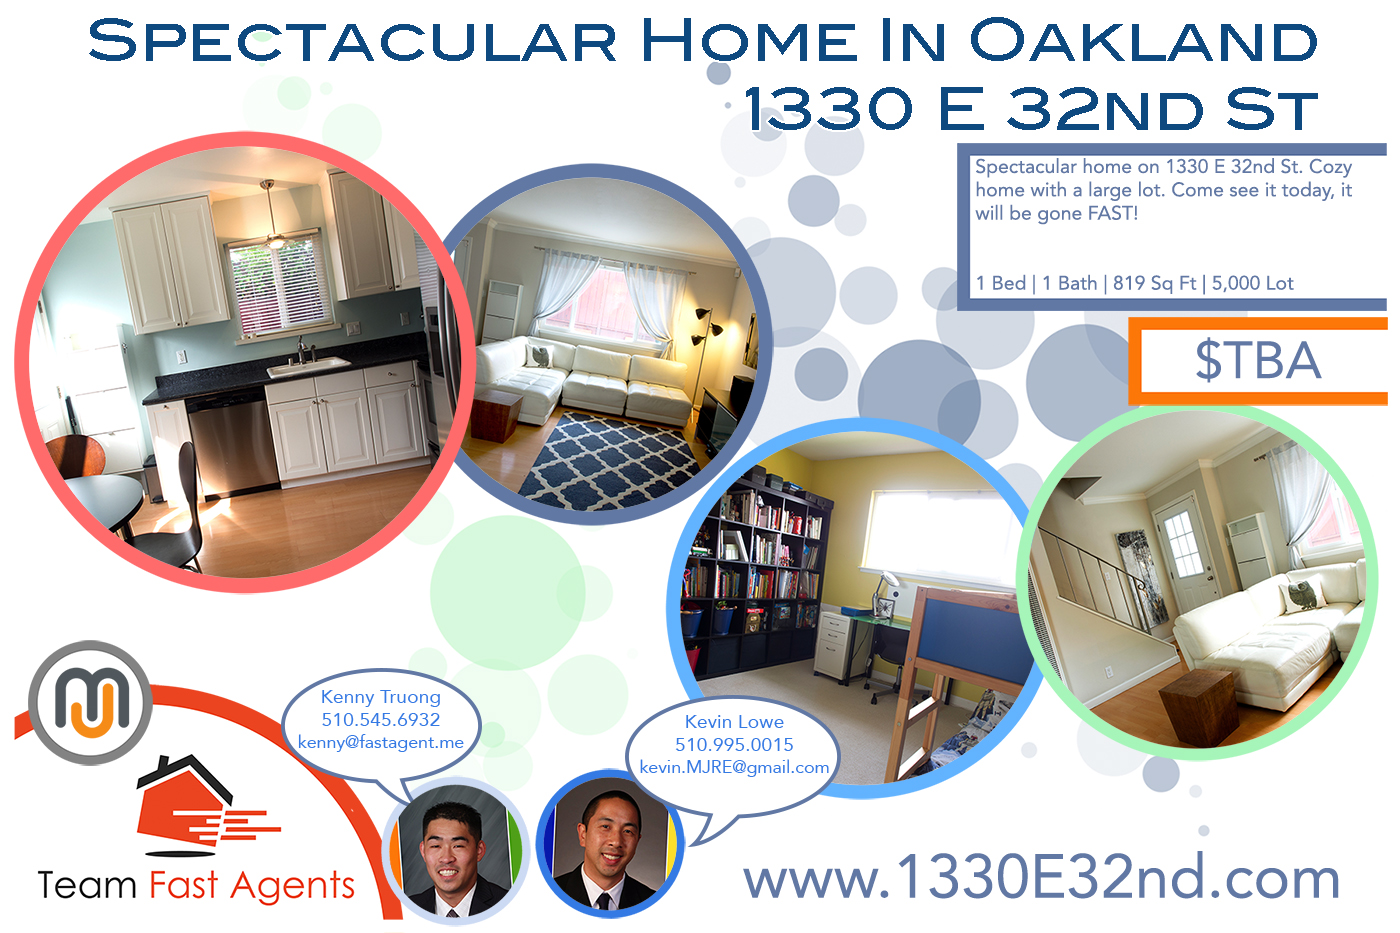 Spectacular Home In Oakland
1330 E 32nd St
Spectacular home on 1330 E 32nd St. Cozy
home with a large lot. Come see it today, it
will be gone FAST!
1 Bed | 1 Bath | 819 Sq Ft | 5,000 Lot
$TBA
Kenny Truong
510.545.6932
kenny@fastagent.me
Kevin Lowe
510.995.0015
kevin.MJRE@gmail.com
Team Fast Agents
www.1330E32nd.com